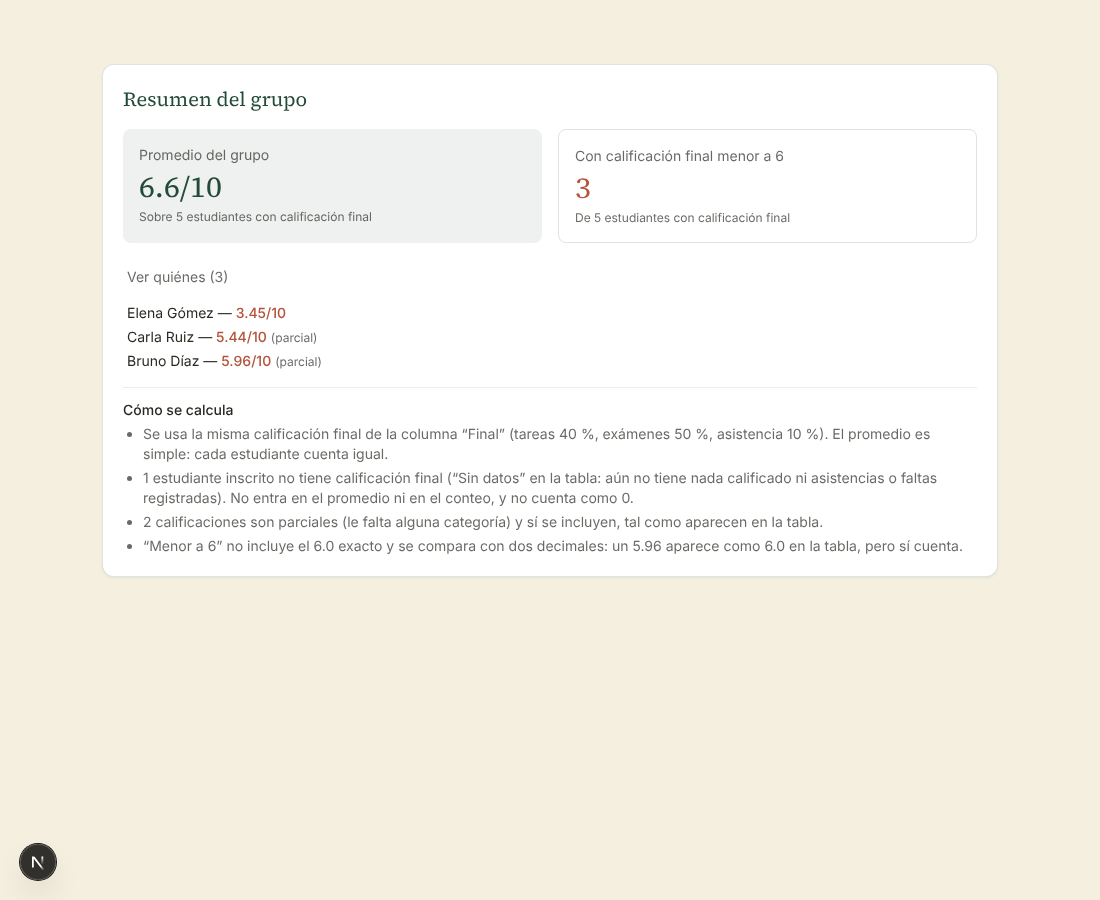 Resumen del grupo
Promedio del grupo
6.6/10
Sobre 5 estudiantes con calificación final
Con calificación final menor a 6
3
De 5 estudiantes con calificación final
Ver quiénes (3)
Elena Gómez — 3.45/10
Carla Ruiz — 5.44/10 (parcial)
Bruno Díaz — 5.96/10 (parcial)
Cómo se calcula
• Se usa la misma calificación final de la columna “Final” (tareas 40 %, exámenes 50 %, asistencia 10 %). El promedio es
simple: cada estudiante cuenta igual.
• 1 estudiante inscrito no tiene calificación final (“Sin datos” en la tabla: aún no tiene nada calificado ni asistencias o faltas
registradas). No entra en el promedio ni en el conteo, y no cuenta como 0.
• 2 calificaciones son parciales (le falta alguna categoría) y sí se incluyen, tal como aparecen en la tabla.
• “Menor a 6” no incluye el 6.0 exacto y se compara con dos decimales: un 5.96 aparece como 6.0 en la tabla, pero sí cuenta.
N